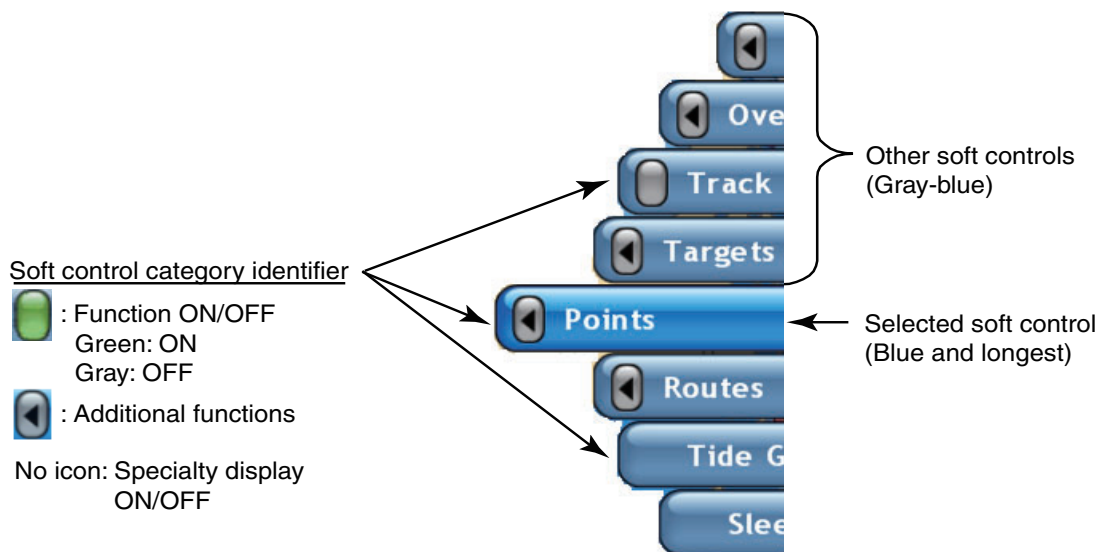 Ove
Track
Targets
Points
Routes
Tide G
Slee
Other soft controls
(Gray-blue)
Selected soft control
(Blue and longest)
Soft control category identifier
: Function ON/OFF
Green: ON
Gray: OFF
: Additional functions
No icon: Specialty display
ON/OFF